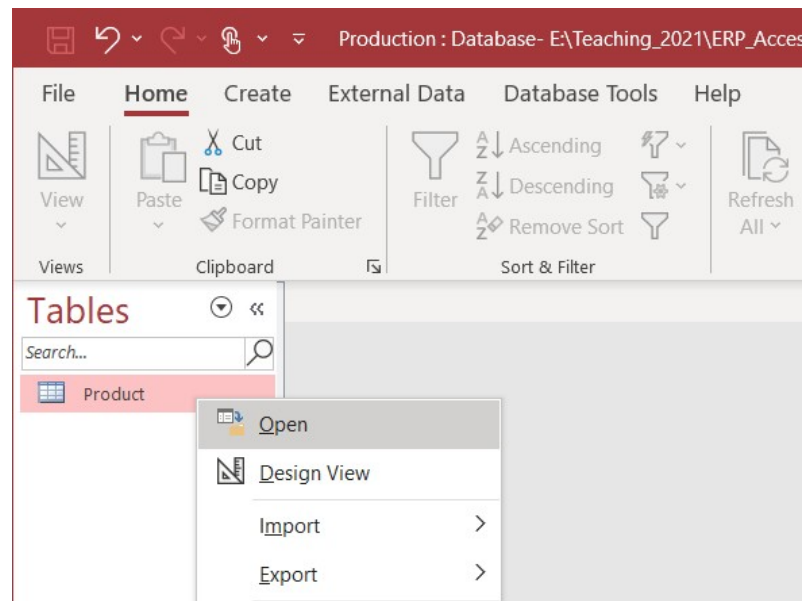 Production : Database- E:\Teaching_2021\ERP_Acces
File Home Create External Data Database Tools Help
View
Paste
Cut
Copy
Format Painter
Filter
Ascending
Descending
Remove Sort
Refresh
All
Views Clipboard Sort & Filter
Tables
Search...
Product
Open
Design View
Import
Export